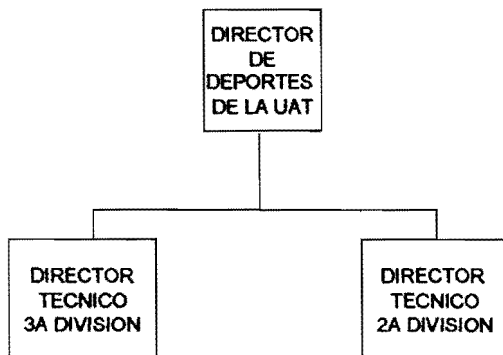 DIRECTOR
DE
DEPORTES
DE LA UAT
DIRECTOR
TECNICO
3A DIVISION
DIRECTOR
TECNICO
2A DIVISION